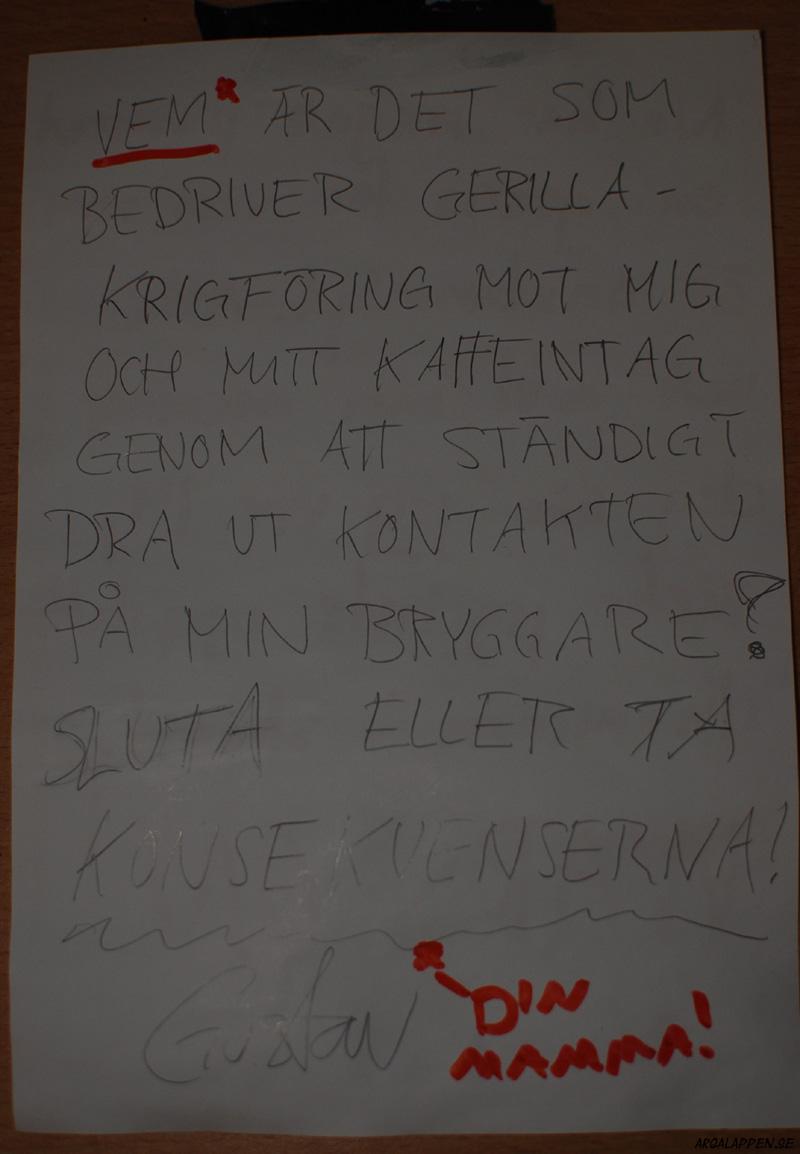 VEM* ÄR DET SOM
BEDRIVER GERILLA-
KRIGFÖRING MOT MIG
OCH MITT KAFFEINTAG
GENOM ATT STÄNDIGT
DRA UT KONTAKTEN
PÅ MIN BRYGGARE?
SLUTA ELLER TA
KONSEKVENSERNA!
Gustav
* DIN
MAMMA!
ARGALAPPEN.SE